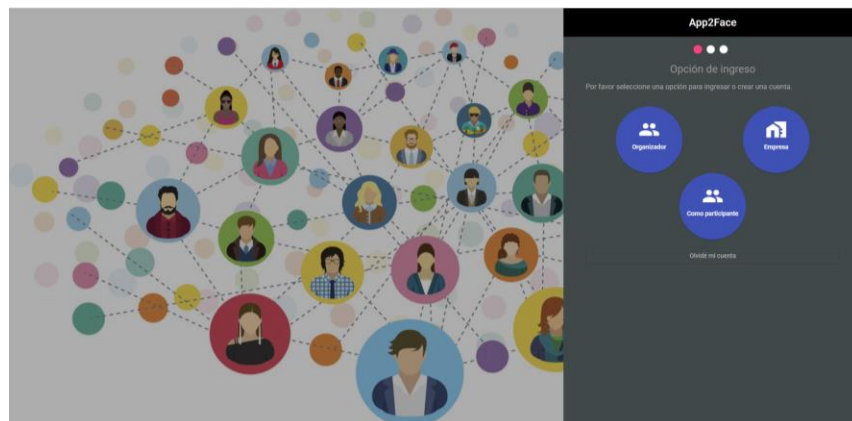 App2Face
Opción de ingreso
Por favor seleccione una opción para ingresar o crear una cuenta.
Organizador
Empresa
Como participante
Olvidé mi cuenta